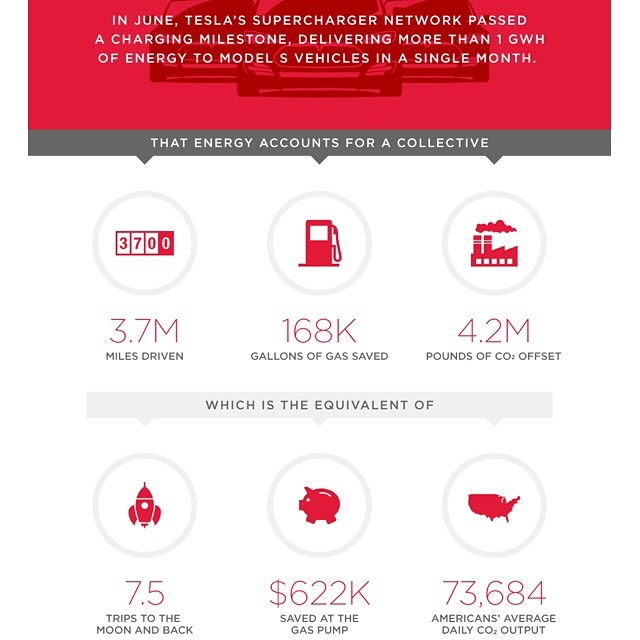 IN JUNE, TESLA'S SUPERCHARGER NETWORK PASSED
A CHARGING MILESTONE, DELIVERING MORE THAN 1 GWH
OF ENERGY TO MODEL S VEHICLES IN A SINGLE MONTH.
THAT ENERGY ACCOUNTS FOR A COLLECTIVE
3700
3.7M
MILES DRIVEN
168K
GALLONS OF GAS SAVED
4.2M
POUNDS OF CO₂ OFFSET
WHICH IS THE EQUIVALENT OF
7.5
TRIPS TO THE
MOON AND BACK
$622K
SAVED AT THE
GAS PUMP
73,684
AMERICANS' AVERAGE
DAILY CO₂ OUTPUT